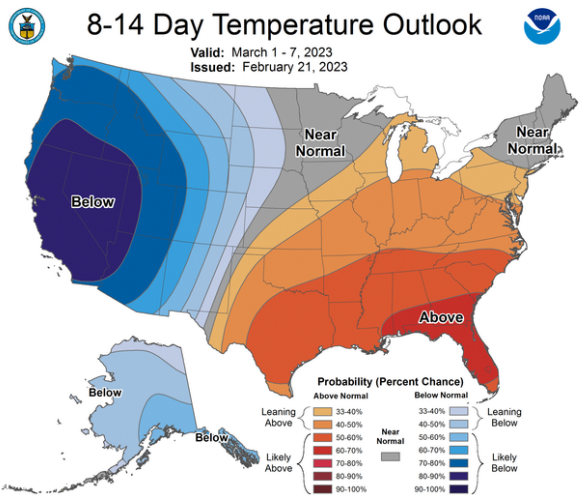 8-14 Day Temperature Outlook
Valid: March 1 - 7, 2023
Issued: February 21, 2023
NOAA
Near
Normal
Near
Normal
Below
Above
Below
Below
Probability (Percent Chance)
Above Normal
Below Normal
Leaning
Above
33-40%
40-50%
Likely
Above
50-60%
60-70%
70-80%
80-90%
90-100%
Near
Normal
33-40%
40-50%
Leaning
Below
50-60%
60-70%
70-80%
80-90%
90-100%
Likely
Below